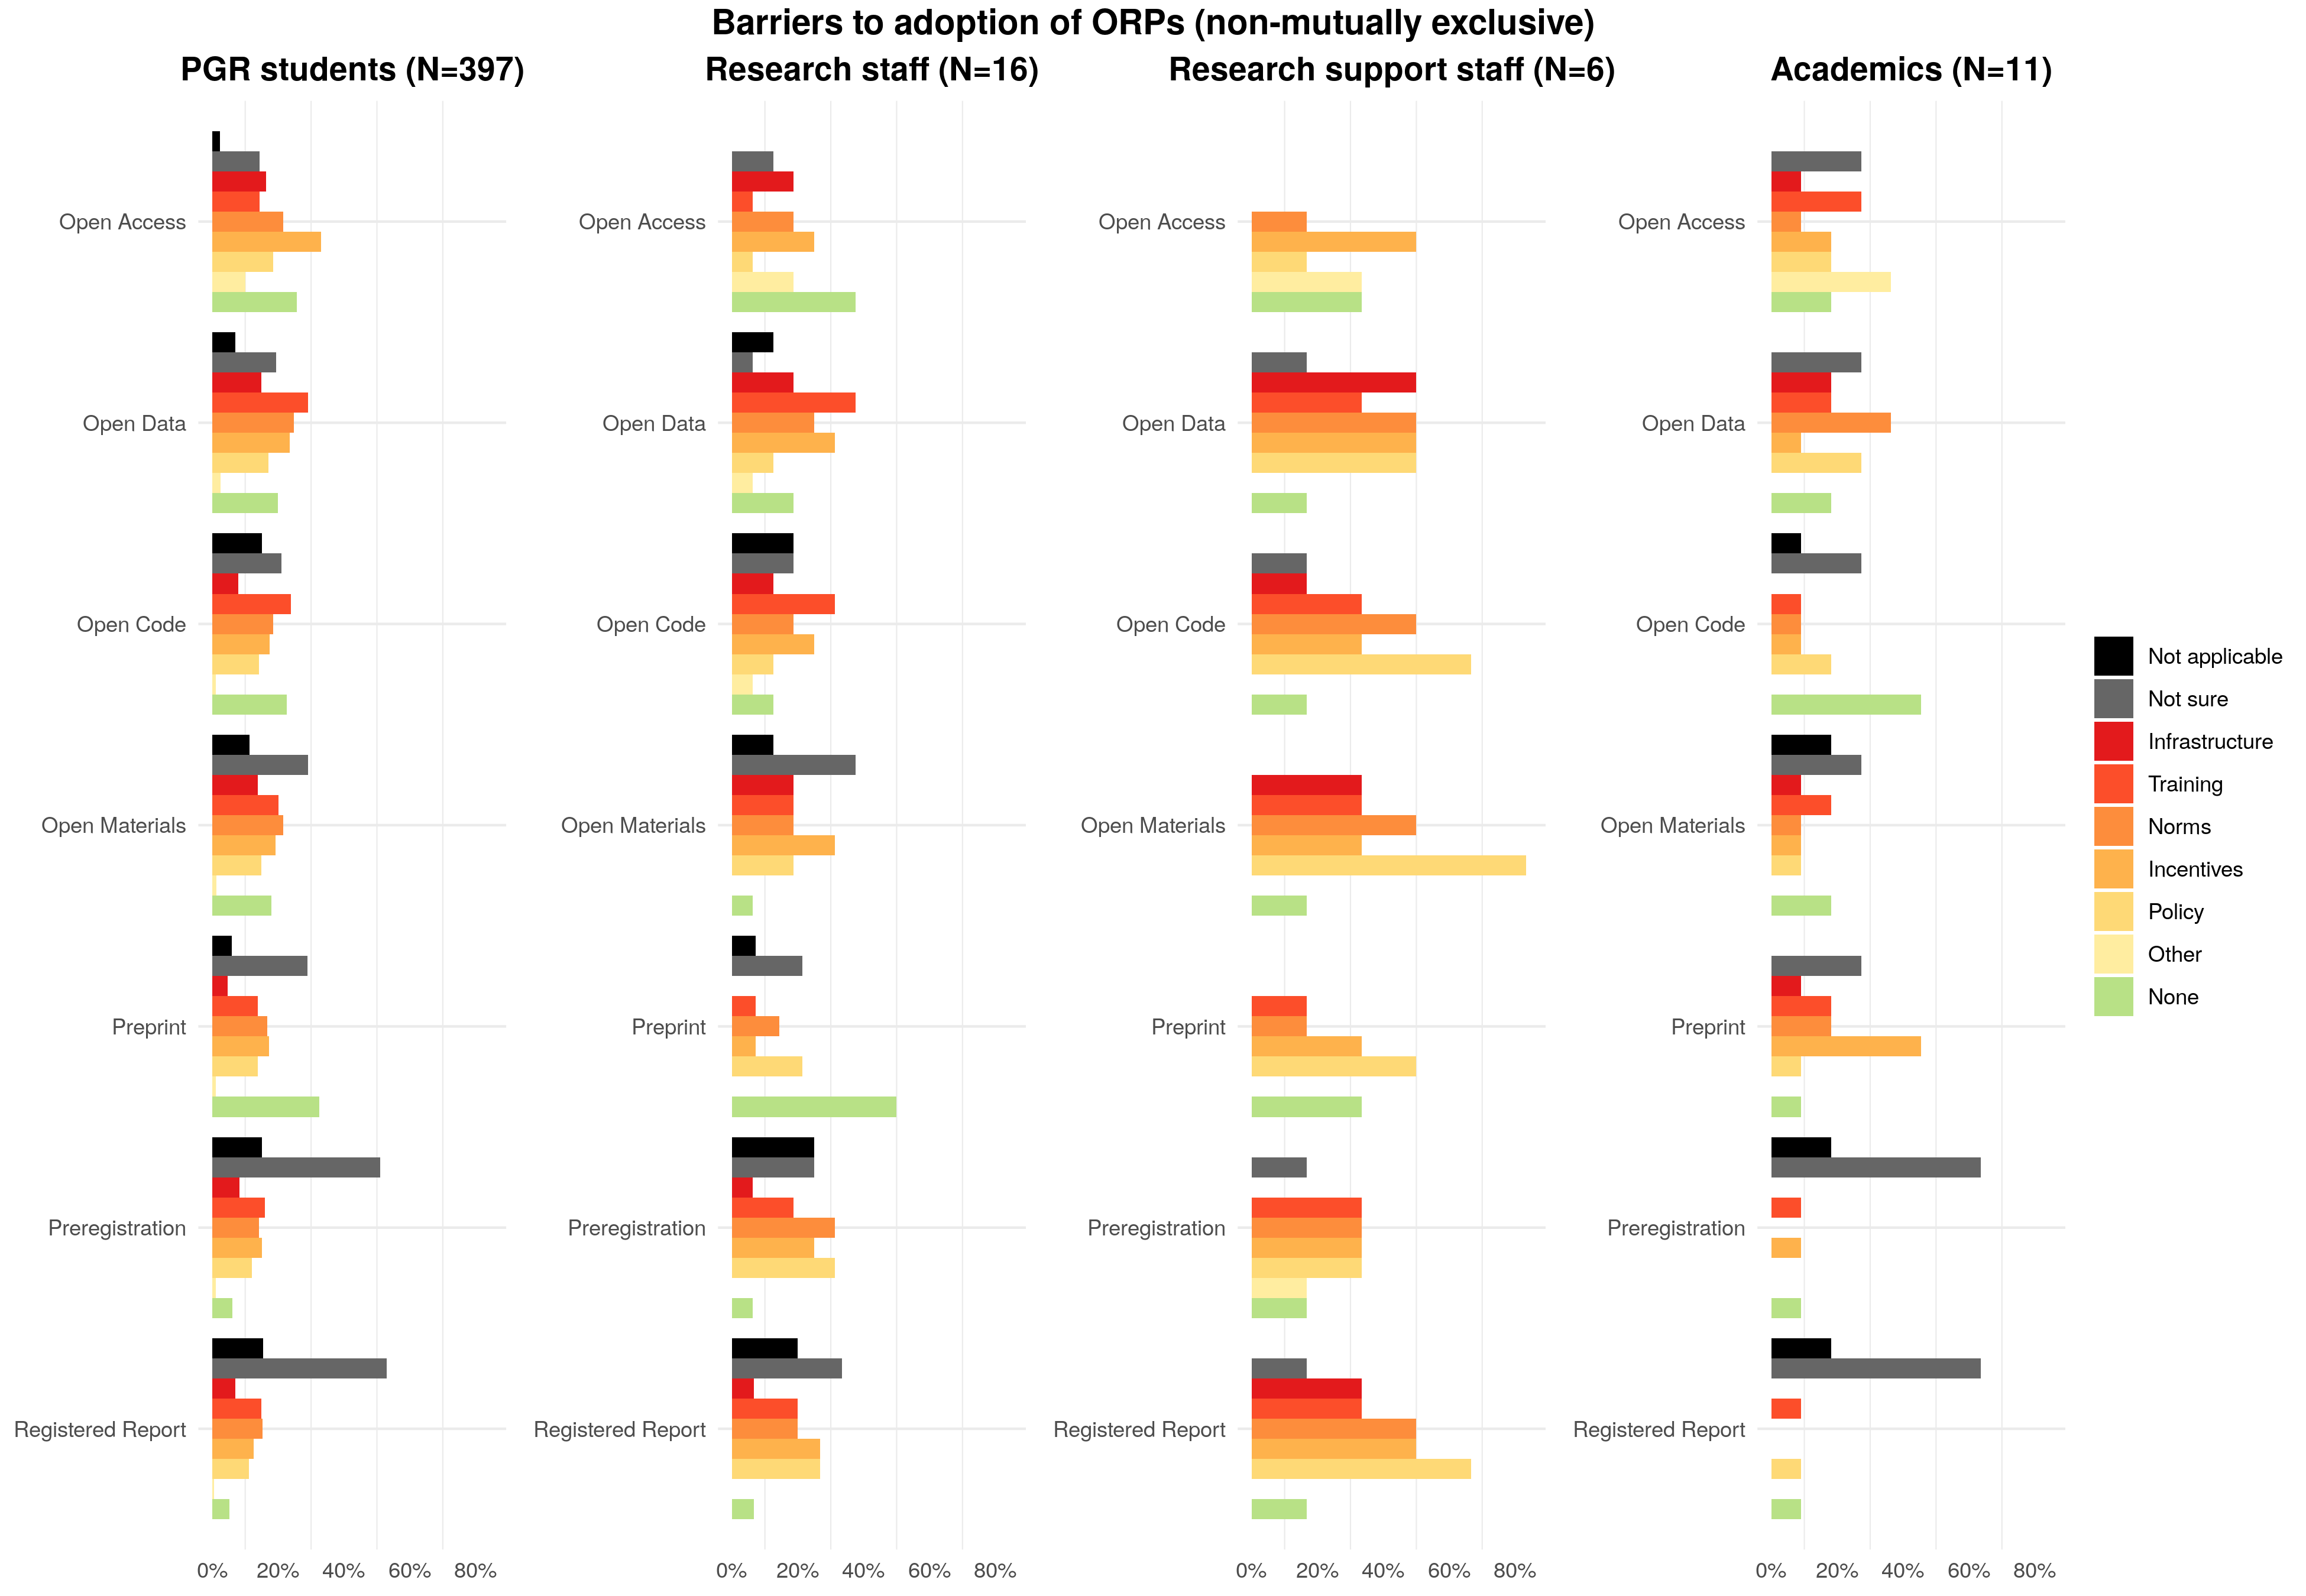 Barriers to adoption of ORPs (non-mutually exclusive)
PGR students (N=397)
Research staff (N=16)
Research support staff (N=6)
Academics (N=11)
Open Access
Open Data
Open Code
Open Materials
Preprint
Preregistration
Registered Report
0% 20% 40% 60% 80%
Open Access
Open Data
Open Code
Open Materials
Preprint
Preregistration
Registered Report
0% 20% 40% 60% 80%
Open Access
Open Data
Open Code
Open Materials
Preprint
Preregistration
Registered Report
0% 20% 40% 60% 80%
Open Access
Open Data
Open Code
Open Materials
Preprint
Preregistration
Registered Report
0% 20% 40% 60% 80%
Not applicable
Not sure
Infrastructure
Training
Norms
Incentives
Policy
Other
None